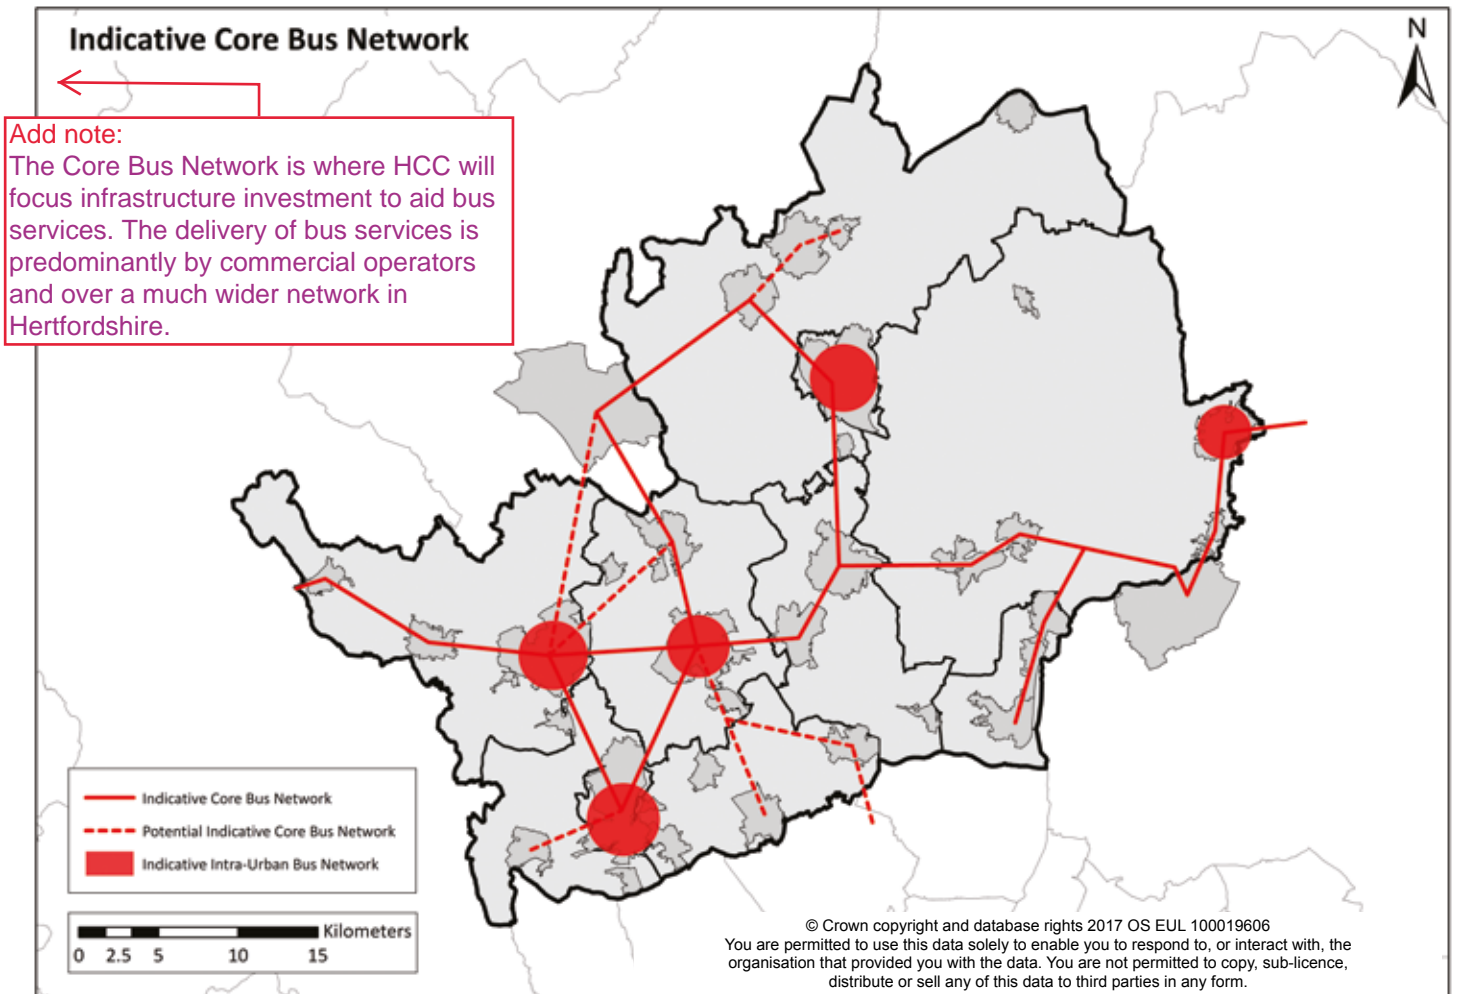 Indicative Core Bus Network
N
Add note:
The Core Bus Network is where HCC will
focus infrastructure investment to aid bus
services. The delivery of bus services is
predominantly by commercial operators
and over a much wider network in
Hertfordshire.
Indicative Core Bus Network
Potential Indicative Core Bus Network
Indicative Intra-Urban Bus Network
Kilometers
0 2.5 5 10 15
© Crown copyright and database rights 2017 OS EUL 100019606
You are permitted to use this data solely to enable you to respond to, or interact with, the
organisation that provided you with the data. You are not permitted to copy, sub-licence,
distribute or sell any of this data to third parties in any form.